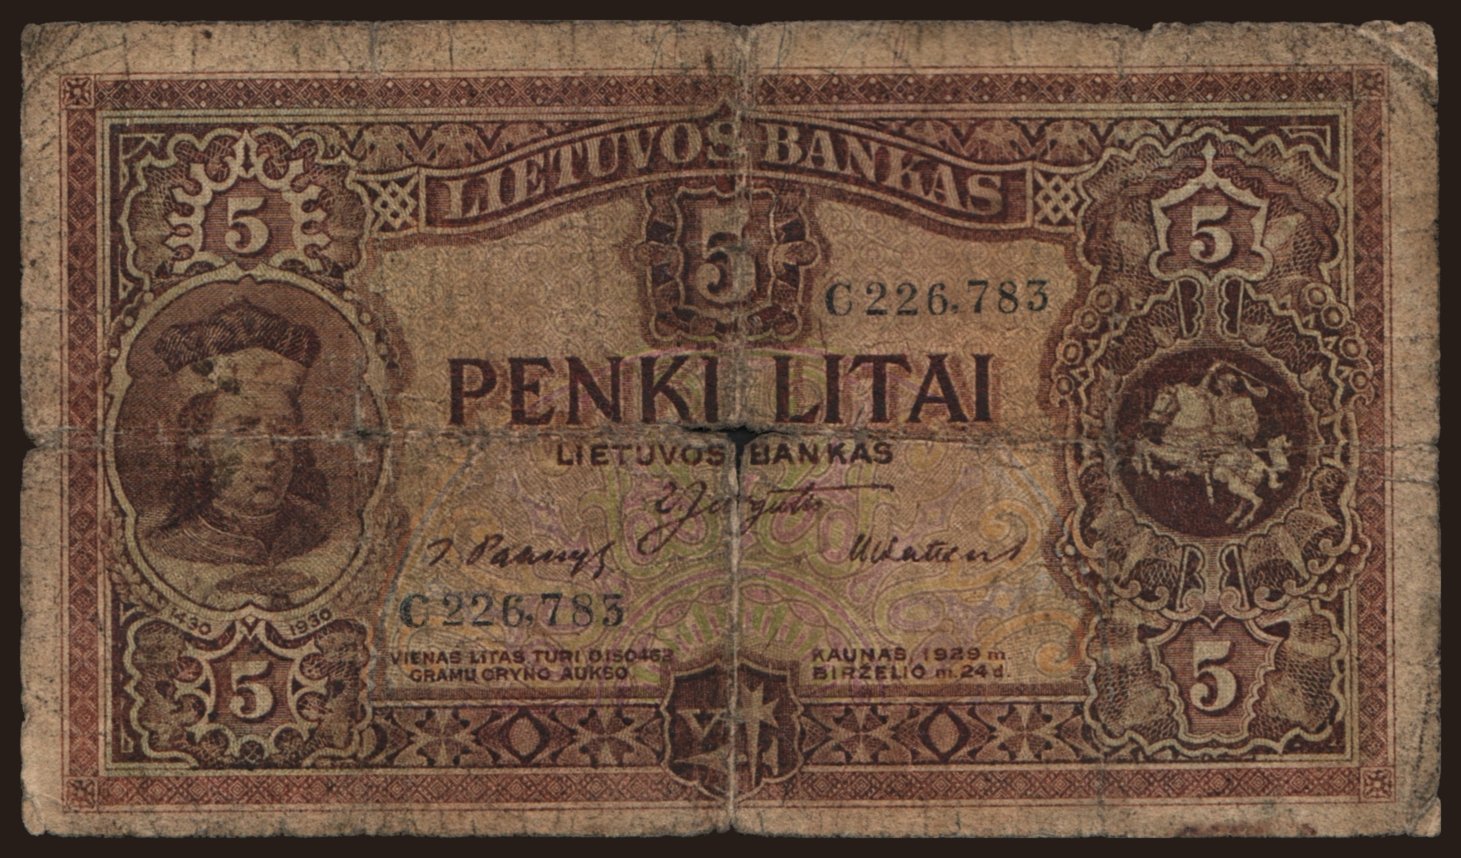 LIETUVOS BANKAS
5
5
5
C 226,783
PENKI LITAI
LIETUVOS BANKAS
C 226,783
1430 1930
VIENAS LITAS TURI 0,150462
GRAMŲ GRYNO AUKSO.
KAUNAS, 1929 m.
BIRŽELIO m. 24 d.
5
5